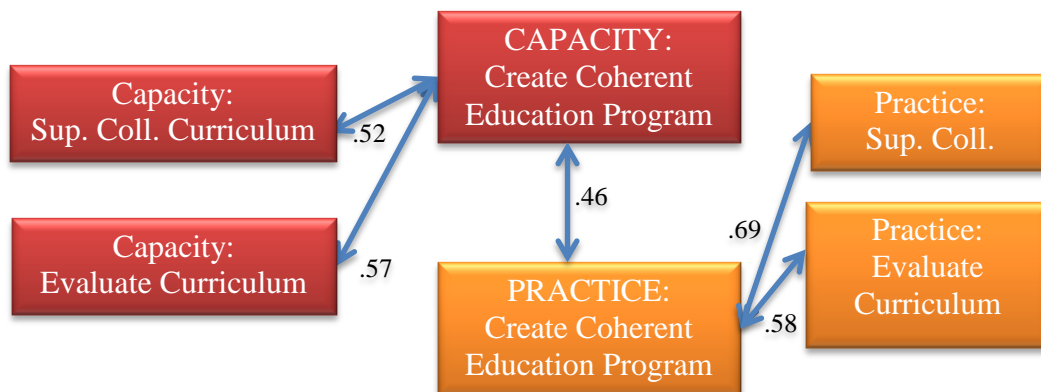 CAPACITY:
Create Coherent
Education Program
Capacity:
Sup. Coll. Curriculum
.52
Capacity:
Evaluate Curriculum
.57
.46
PRACTICE:
Create Coherent
Education Program
Practice:
Sup. Coll.
.69
Practice:
Evaluate
Curriculum
.58